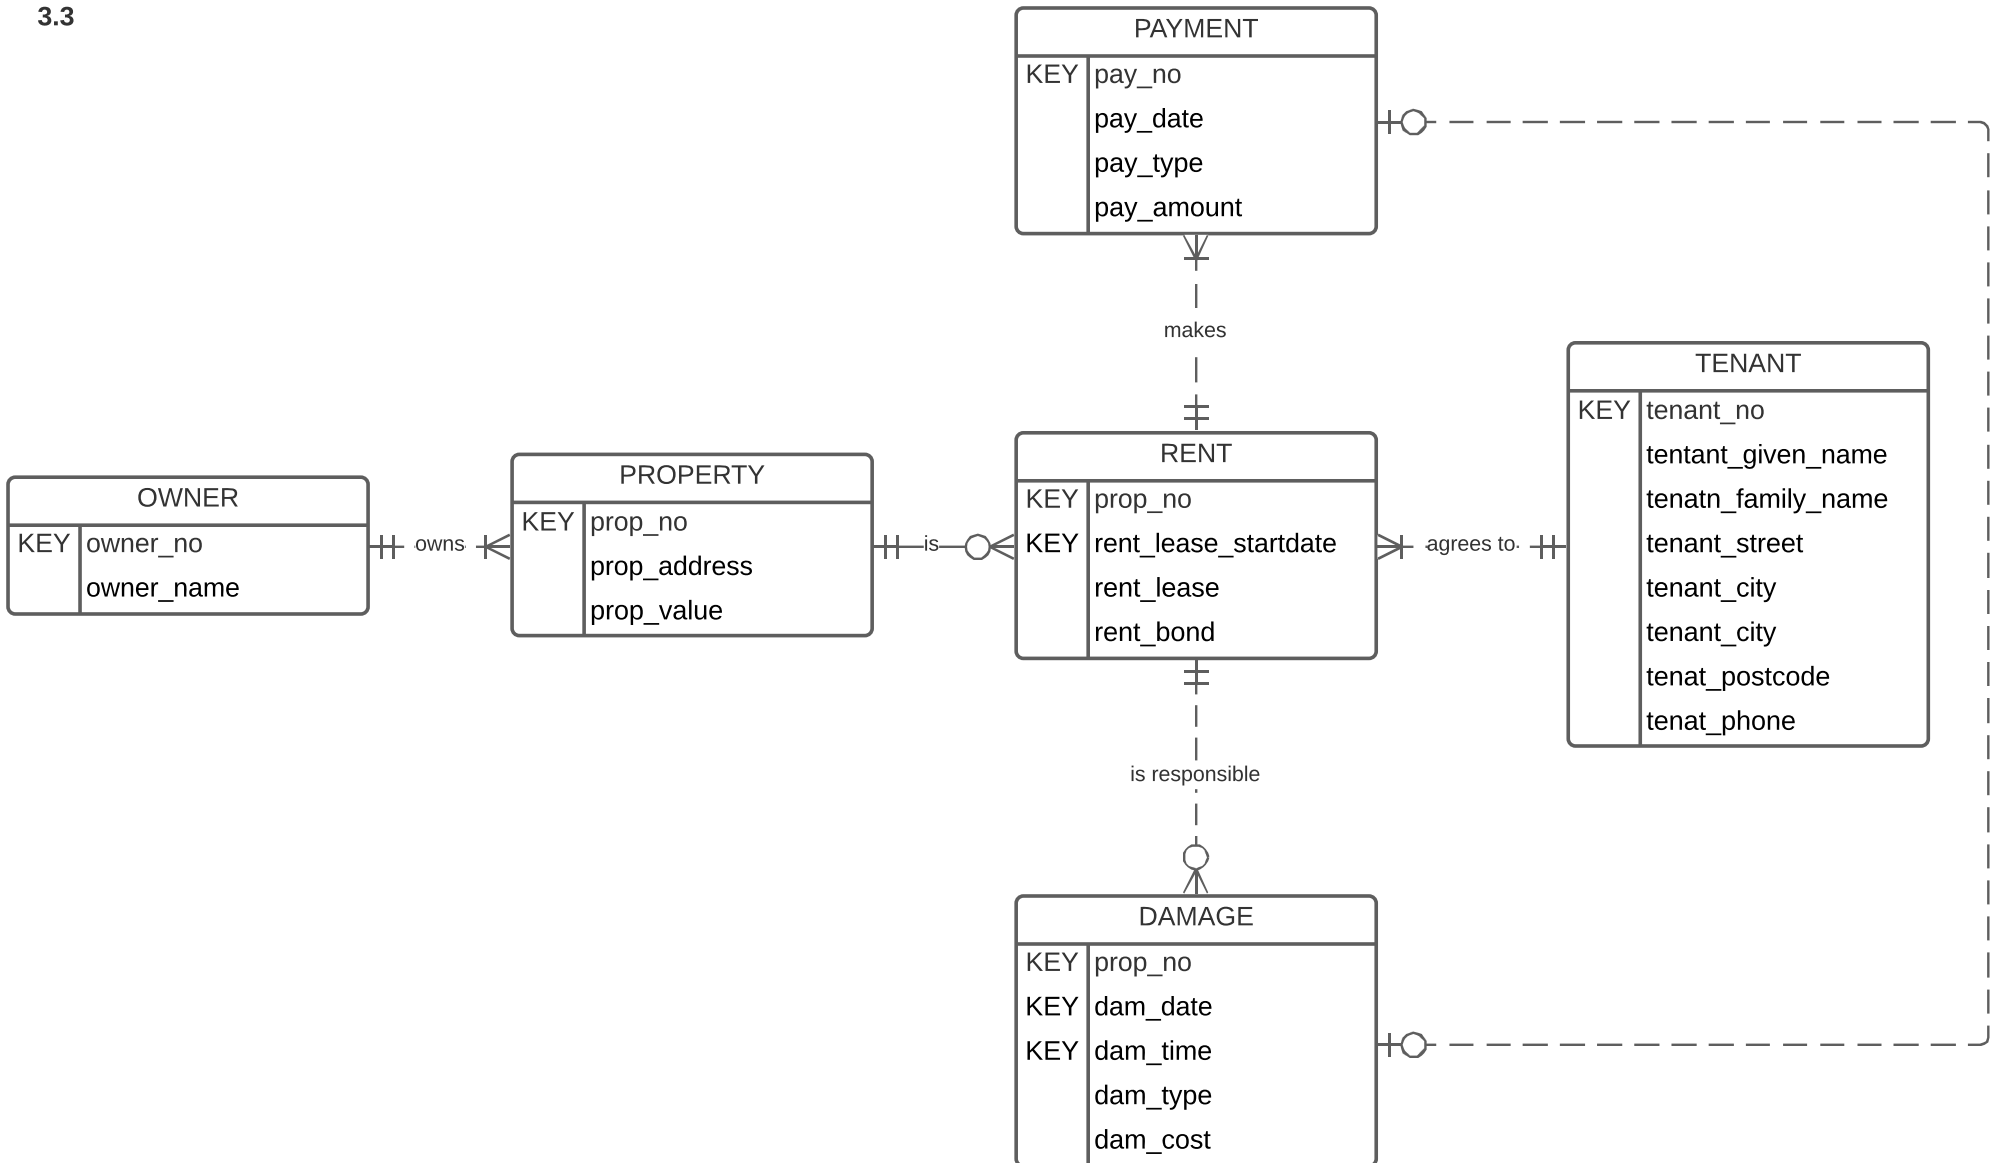 3.3
PAYMENT
KEY pay_no
pay_date
pay_type
pay_amount
makes
OWNER
KEY owner_no
owner_name
owns
PROPERTY
KEY prop_no
prop_address
prop_value
is
RENT
KEY prop_no
KEY rent_lease_startdate
rent_lease
rent_bond
agrees to
TENANT
KEY tenant_no
tentant_given_name
tenatn_family_name
tenant_street
tenant_city
tenant_city
tenat_postcode
tenat_phone
is responsible
DAMAGE
KEY prop_no
KEY dam_date
KEY dam_time
dam_type
dam_cost